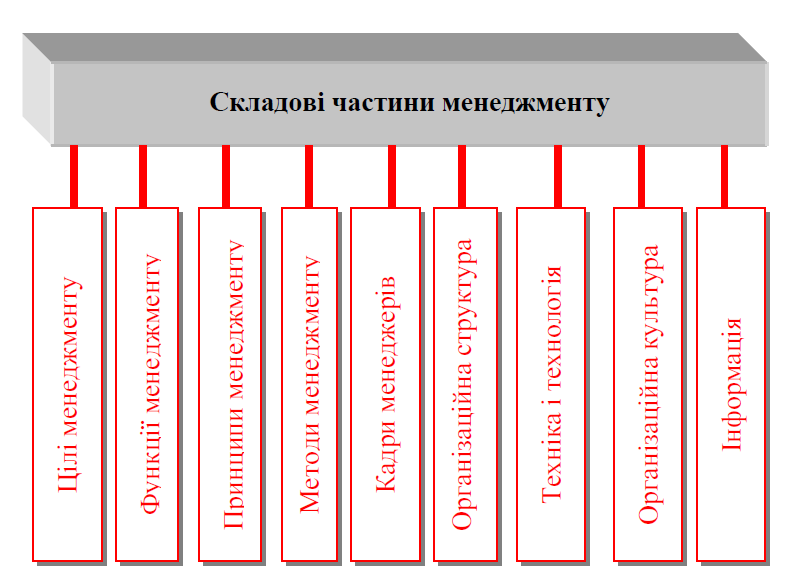 Складові частини менеджменту
Цілі менеджменту
Функції менеджменту
Принципи менеджменту
Методи менеджменту
Кадри менеджерів
Організаційна структура
Техніка і технологія
Організаційна культура
Інформація